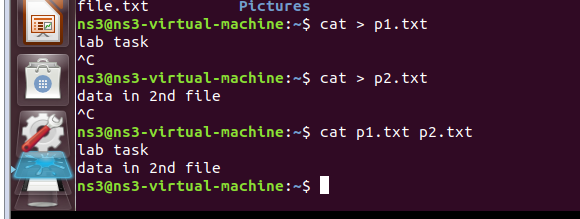 file.txt Pictures
ns3@ns3-virtual-machine:~$ cat > p1.txt
lab task
^C
ns3@ns3-virtual-machine:~$ cat > p2.txt
data in 2nd file
^C
ns3@ns3-virtual-machine:~$ cat p1.txt p2.txt
lab task
data in 2nd file
ns3@ns3-virtual-machine:~$